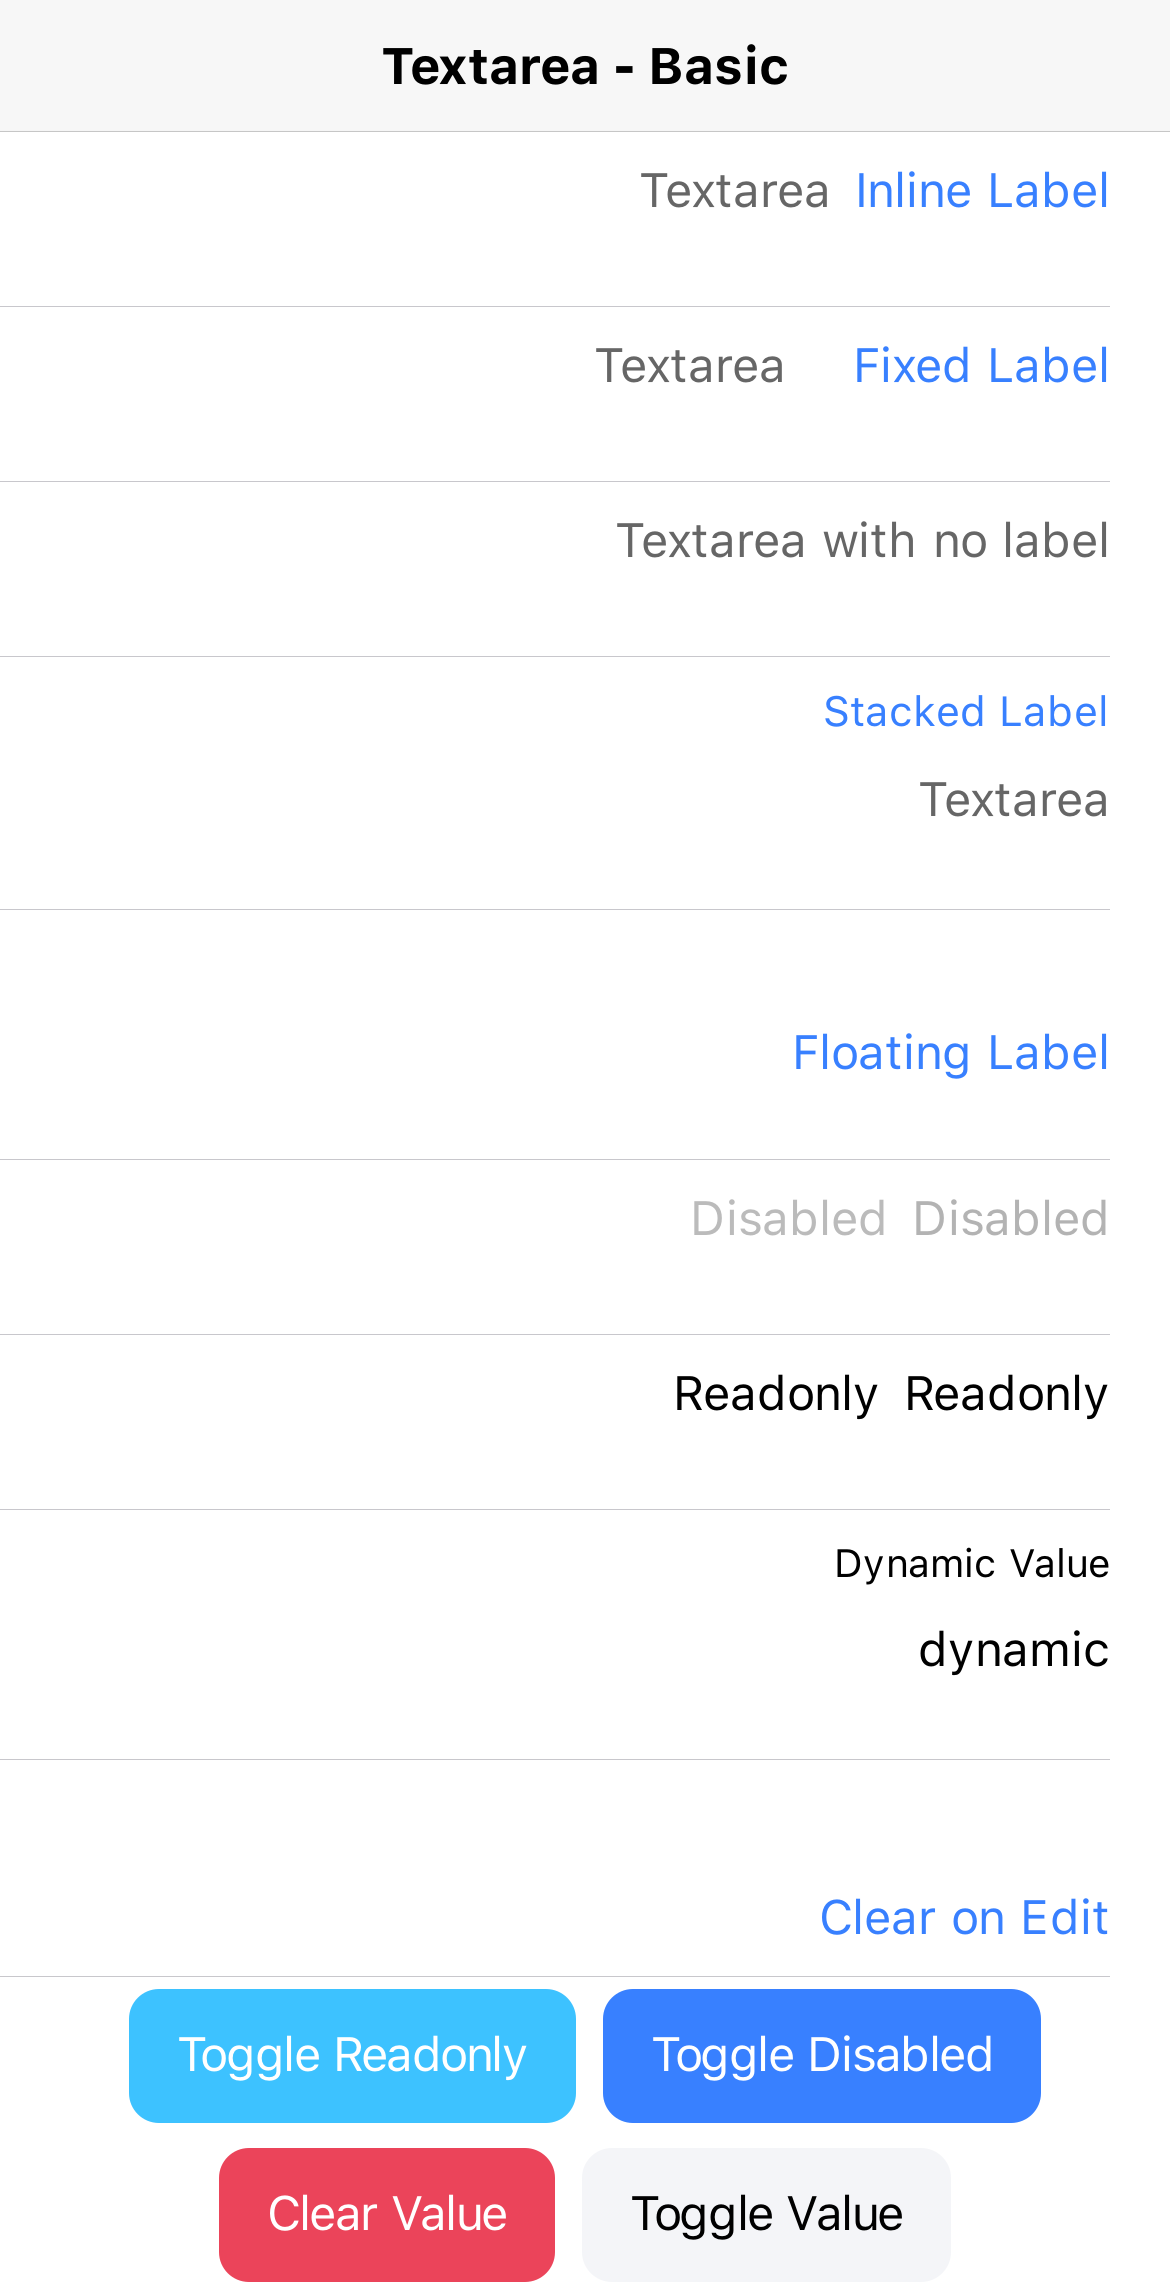 Textarea - Basic
Textarea Inline Label
Textarea Fixed Label
Textarea with no label
Stacked Label
Textarea
Floating Label
Disabled Disabled
Readonly Readonly
Dynamic Value
dynamic
Clear on Edit
Toggle Readonly Toggle Disabled
Clear Value Toggle Value